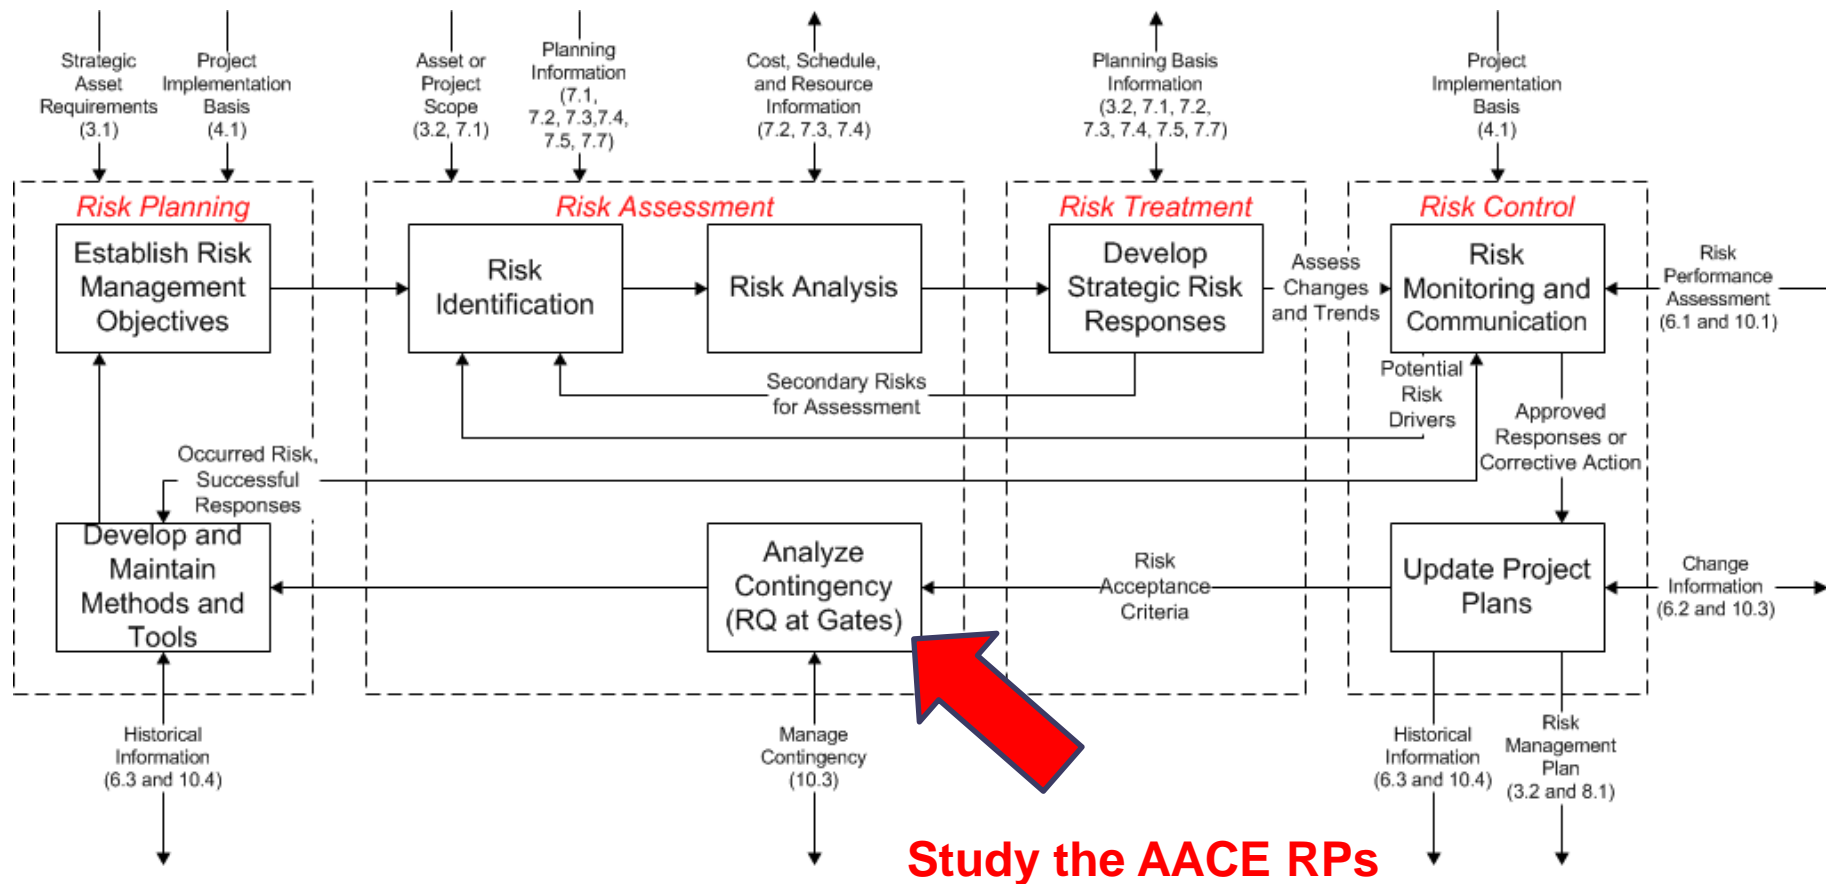 Strategic
Asset
Requirements
(3.1)
Project
Implementation
Basis
(4.1)
Asset or
Project
Scope
(3.2, 7.1)
Planning
Information
(7.1,
7.2, 7.3,7.4,
7.5, 7.7)
Cost, Schedule,
and Resource
Information
(7.2, 7.3, 7.4)
Planning Basis
Information
(3.2, 7.1, 7.2,
7.3, 7.4, 7.5, 7.7)
Project
Implementation
Basis
(4.1)
Risk Planning
Risk Assessment
Risk Treatment
Risk Control
Establish Risk
Management
Objectives
Risk
Identification
Risk Analysis
Develop
Strategic Risk
Responses
Assess
Changes
and Trends
Risk
Monitoring and
Communication
Risk
Performance
Assessment
(6.1 and 10.1)
Secondary Risks
for Assessment
Potential
Risk
Drivers
Approved
Responses or
Corrective Action
Occurred Risk,
Successful
Responses
Develop and
Maintain
Methods and
Tools
Analyze
Contingency
(RQ at Gates)
Risk
Acceptance
Criteria
Update Project
Plans
Change
Information
(6.2 and 10.3)
Historical
Information
(6.3 and 10.4)
Manage
Contingency
(10.3)
Historical
Information
(6.3 and 10.4)
Risk
Management
Plan
(3.2 and 8.1)
Study the AACE RPs